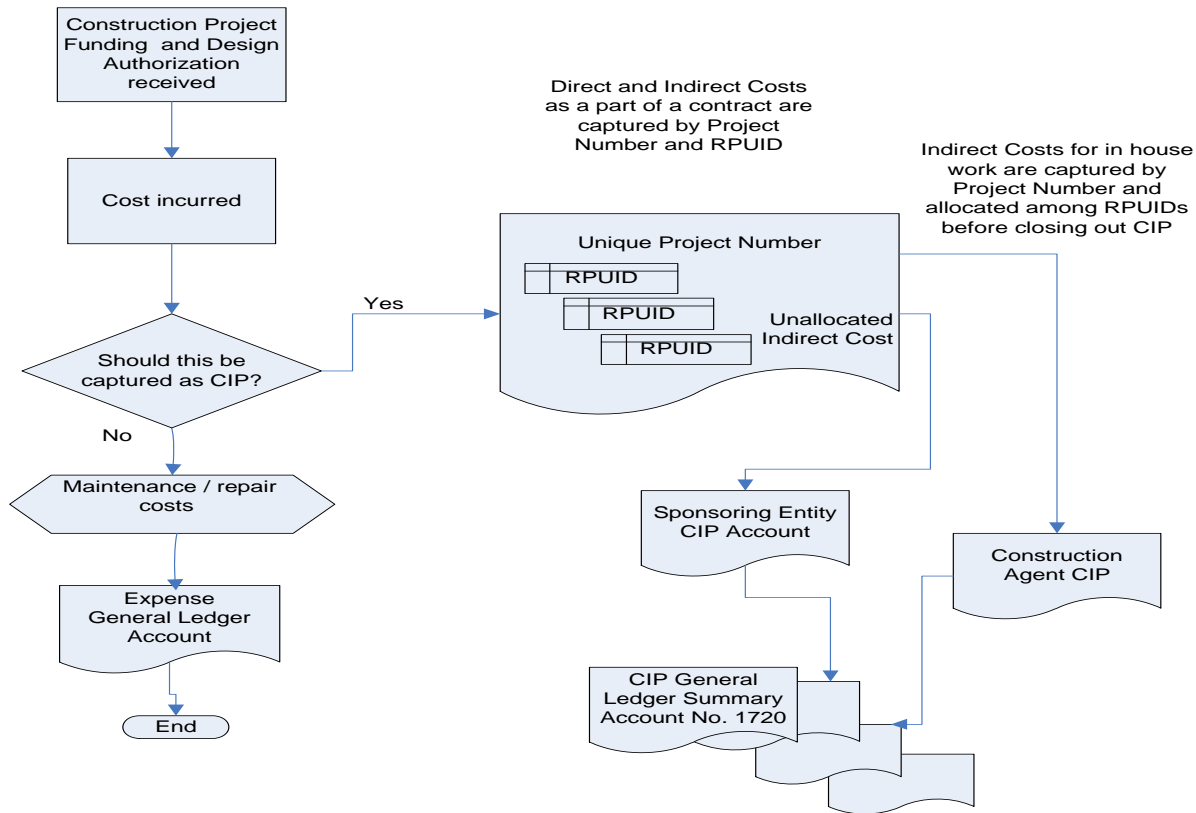 Construction Project
Funding and Design
Authorization
received
Cost incurred
Should this be
captured as CIP?
Yes
No
Maintenance / repair
costs
Expense
General Ledger
Account
End
Direct and Indirect Costs
as a part of a contract are
captured by Project
Number and RPUID
Indirect Costs for in house
work are captured by
Project Number and
allocated among RPUIDs
before closing out CIP
Unique Project Number
RPUID
RPUID
RPUID
Unallocated
Indirect Cost
Sponsoring Entity
CIP Account
Construction
Agent CIP
CIP General
Ledger Summary
Account No. 1720